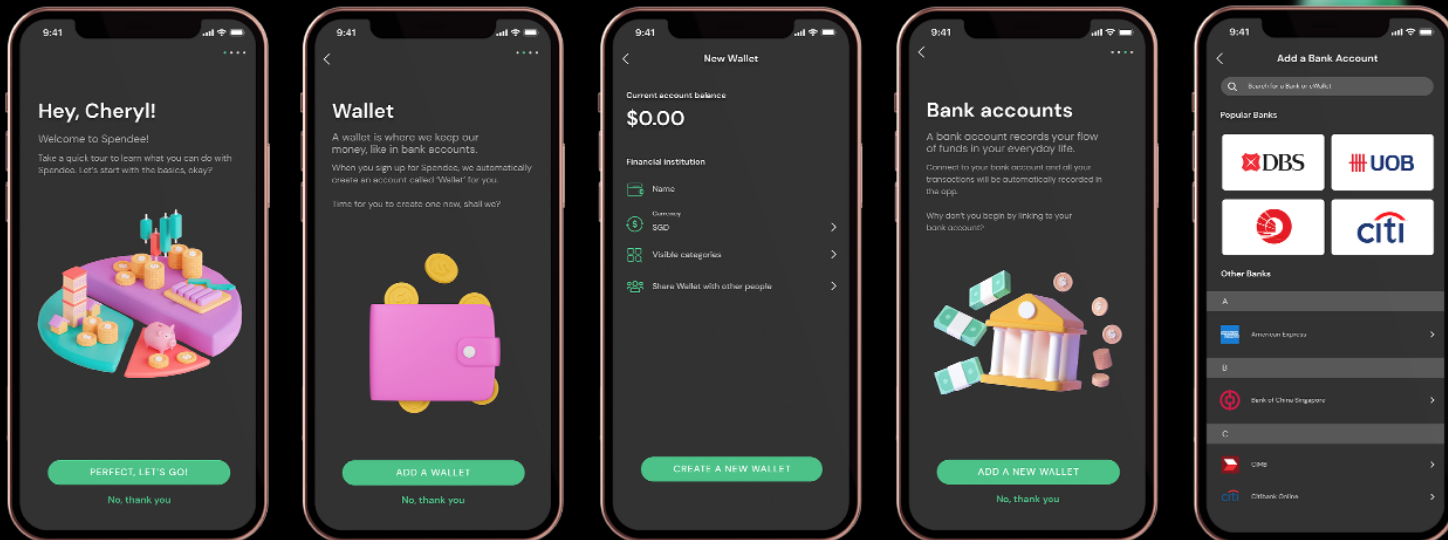 9:41
Hey, Cheryl!
Welcome to Spendee!
Take a quick tour to learn what you can do with
Spendee. Let's start with the basics, okay?
PERFECT, LET'S GO!
No, thank you
9:41
Wallet
A wallet is where we keep our
money, like in bank accounts.
When you sign up for Spendee, we automatically
create an account called 'Wallet' for you.
Time for you to create one now, shall we?
ADD A WALLET
No, thank you
9:41
New Wallet
Current account balance
$0.00
Financial institution
Name
Currency
SGD
Visible categories
Share Wallet with other people
CREATE A NEW WALLET
9:41
Bank accounts
A bank account records your flow
of funds in your everyday life.
Connect to your bank account and all your
transactions will be automatically recorded in
the app.
Why don't you begin by linking to your
bank account?
ADD A NEW WALLET
No, thank you
9:41
Add a Bank Account
Search for a Bank or eWallet
Popular Banks
DBS
UOB
citi
Other Banks
A
American Express
B
Bank of China Singapore
C
CIMB
citi
Citibank Online